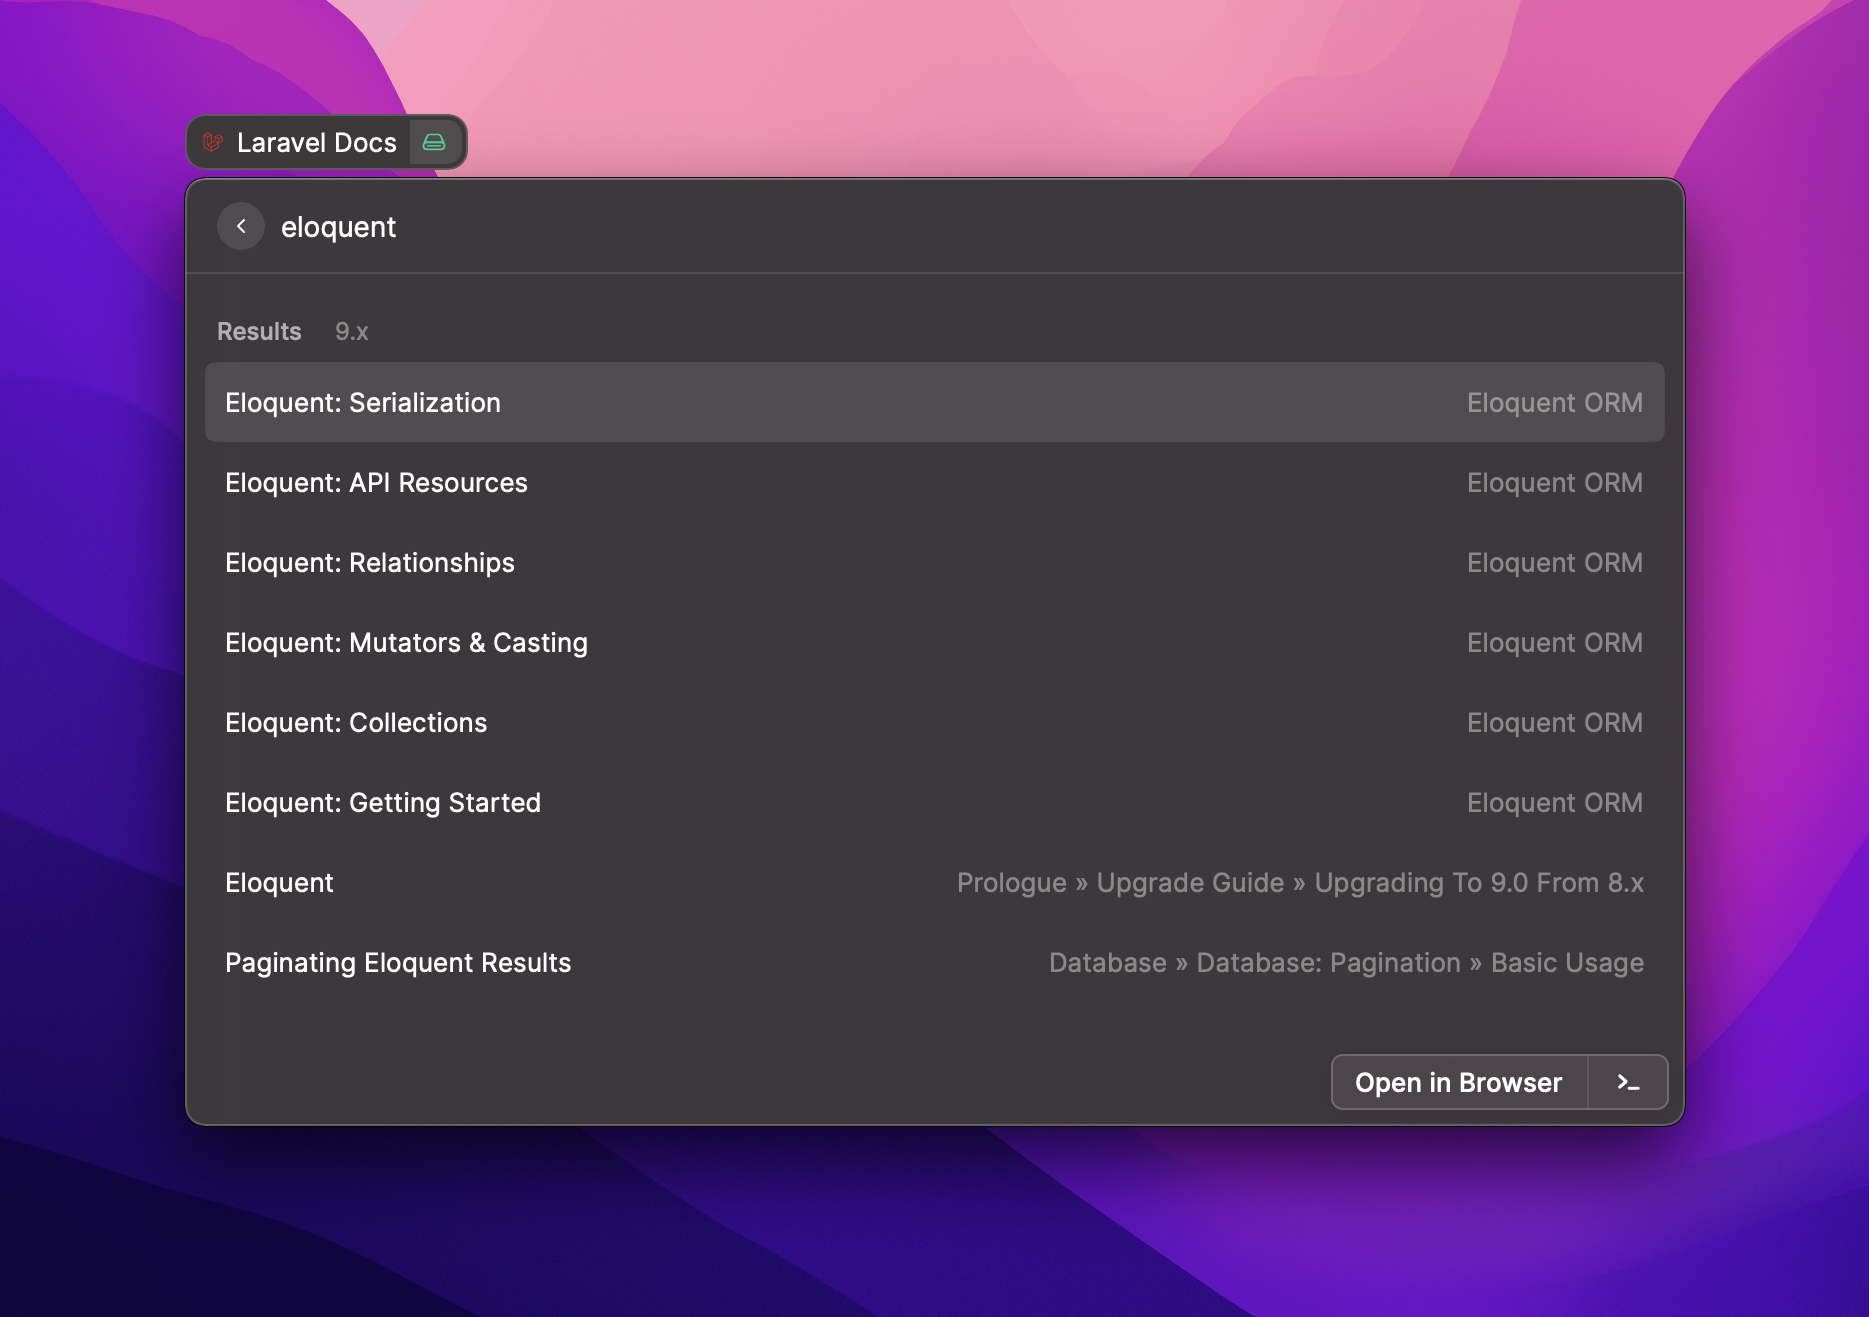 Laravel Docs
eloquent
Results 9.x
Eloquent: Serialization Eloquent ORM
Eloquent: API Resources Eloquent ORM
Eloquent: Relationships Eloquent ORM
Eloquent: Mutators & Casting Eloquent ORM
Eloquent: Collections Eloquent ORM
Eloquent: Getting Started Eloquent ORM
Eloquent Prologue » Upgrade Guide » Upgrading To 9.0 From 8.x
Paginating Eloquent Results Database » Database: Pagination » Basic Usage
Open in Browser